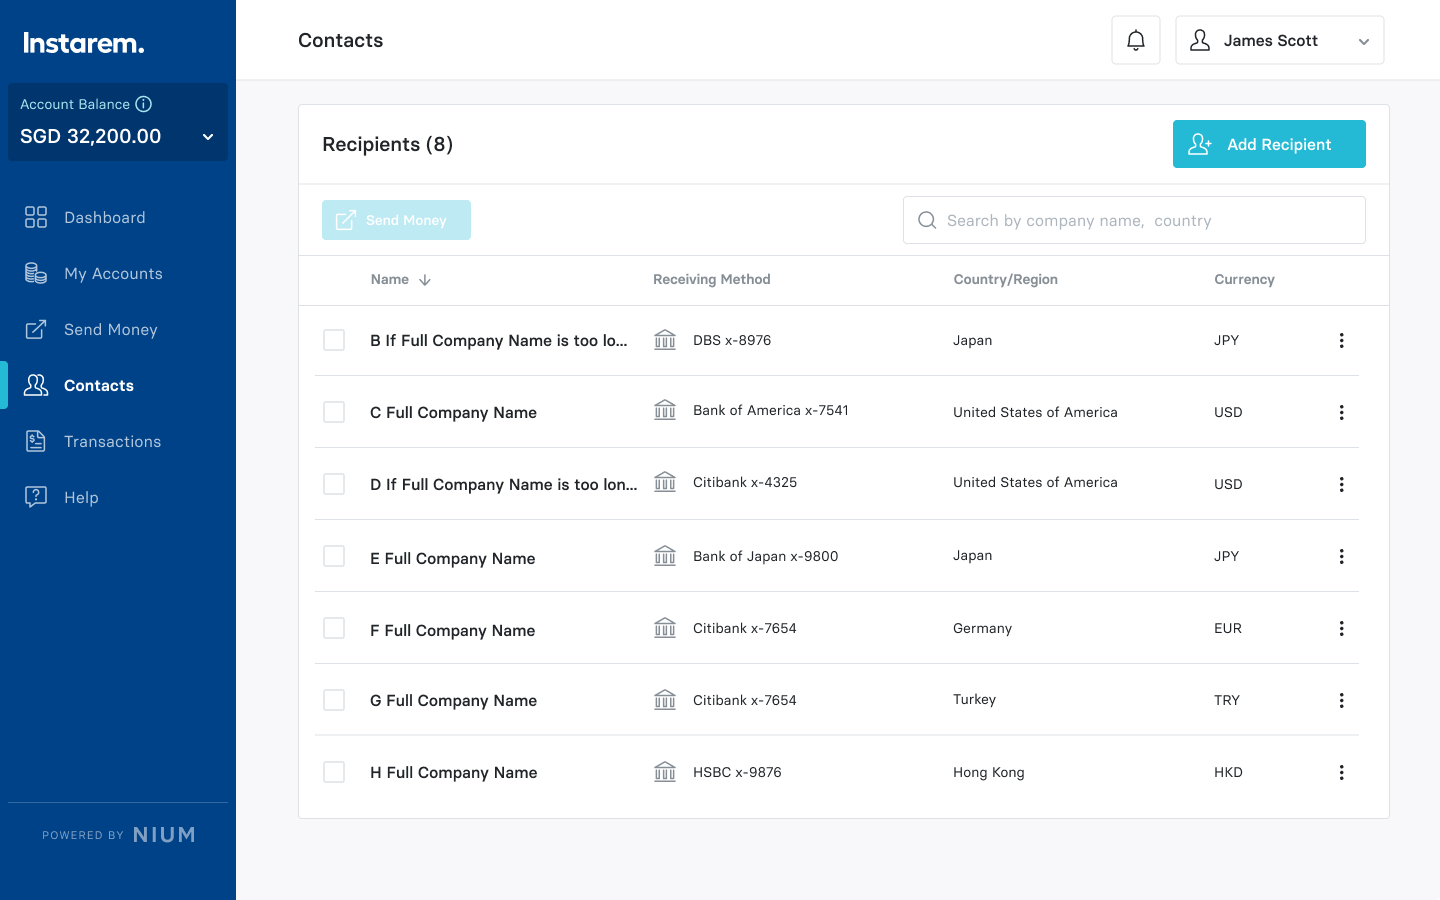 Instarem.
Account Balance
SGD 32,200.00
Dashboard
My Accounts
Send Money
Contacts
Transactions
Help
POWERED BY NIUM
Contacts
James Scott
Recipients (8)
Add Recipient
Send Money
Search by company name, country
Name Receiving Method Country/Region Currency
B If Full Company Name is too lo... DBS x-8976 Japan JPY
C Full Company Name Bank of America x-7541 United States of America USD
D If Full Company Name is too lon... Citibank x-4325 United States of America USD
E Full Company Name Bank of Japan x-9800 Japan JPY
F Full Company Name Citibank x-7654 Germany EUR
G Full Company Name Citibank x-7654 Turkey TRY
H Full Company Name HSBC x-9876 Hong Kong HKD